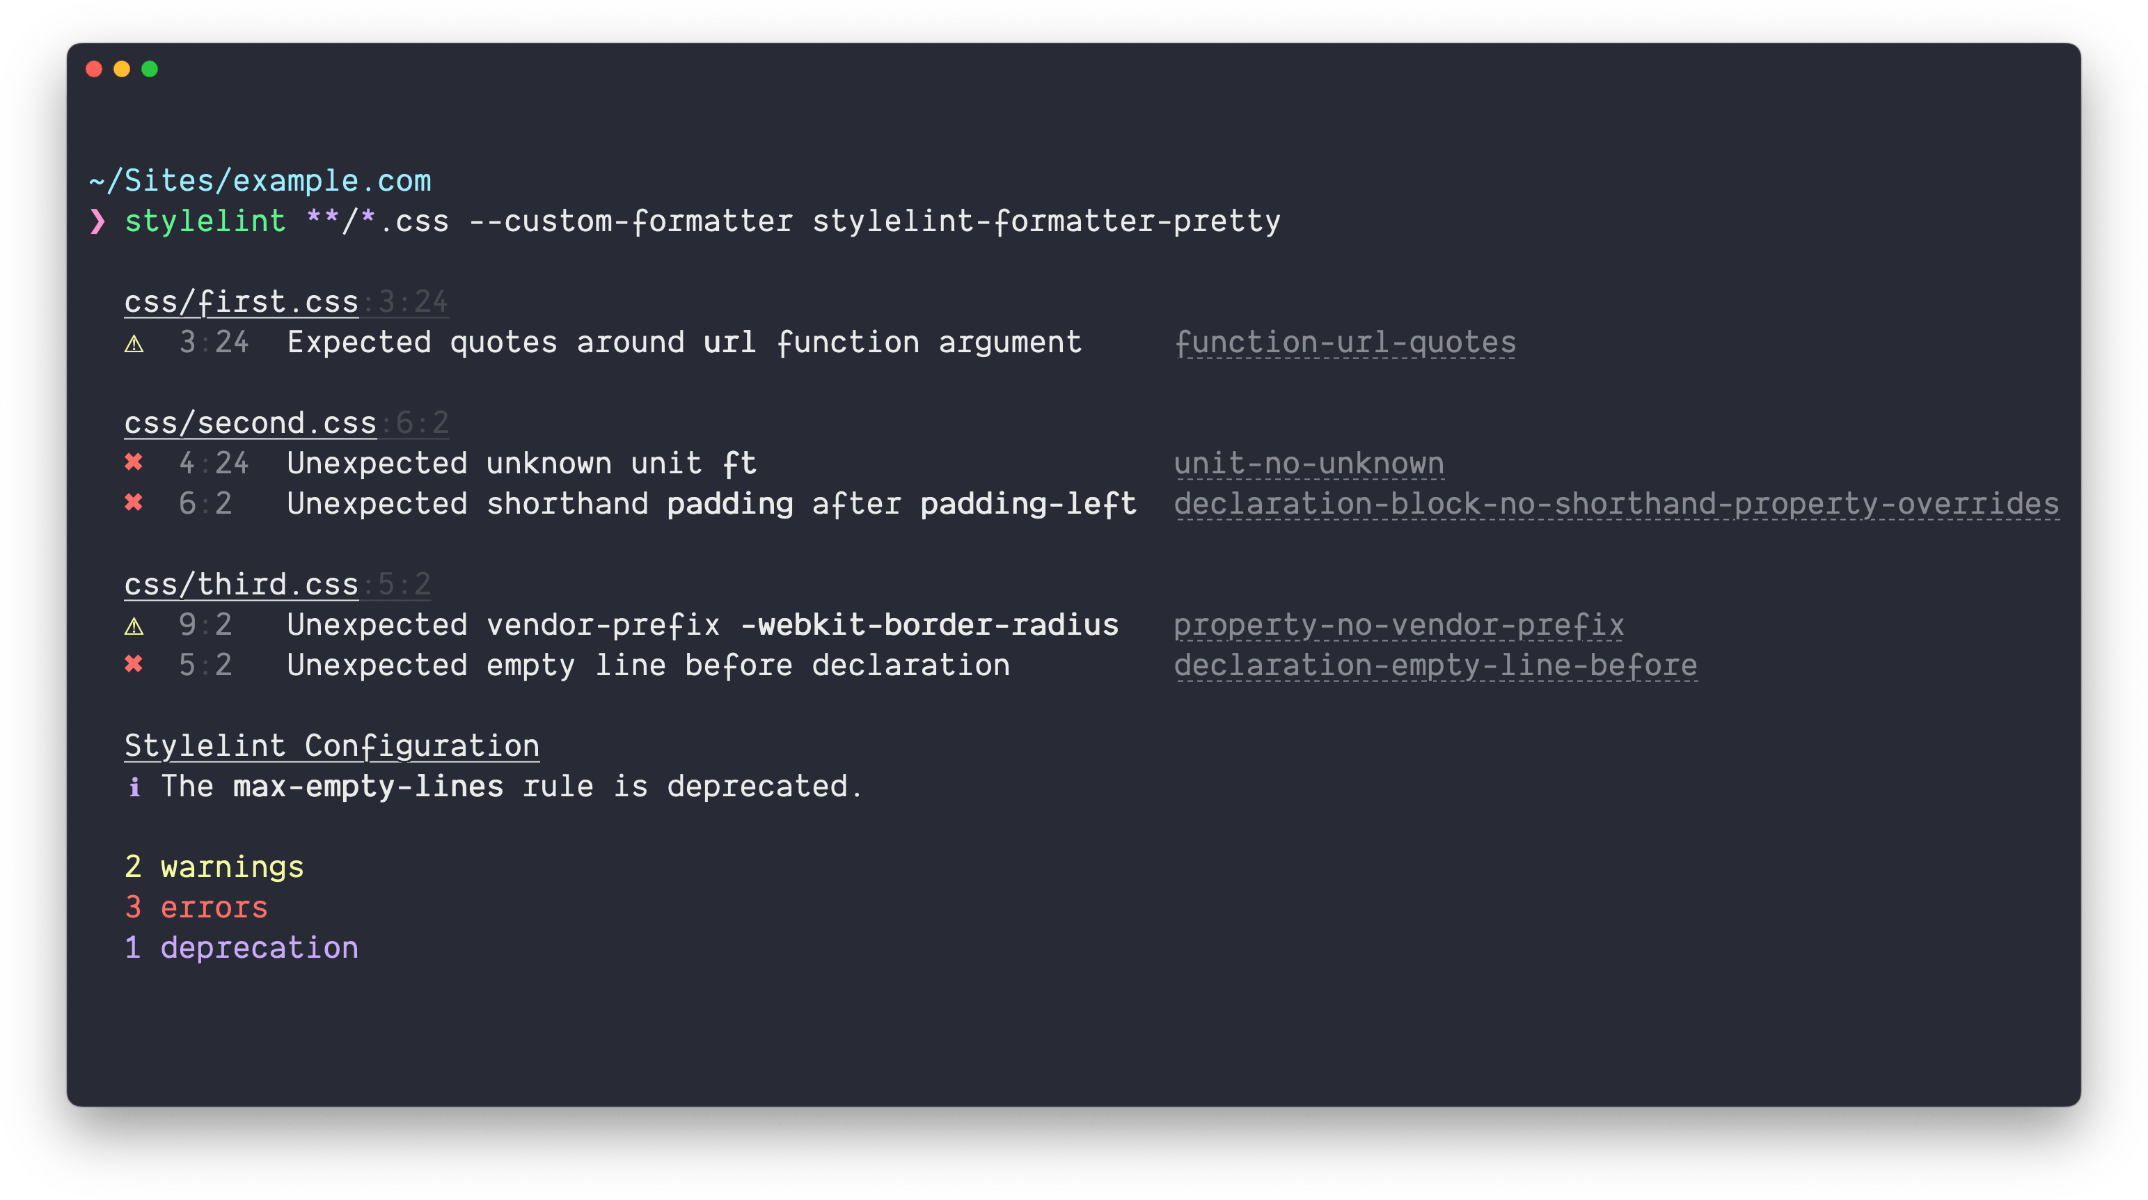 ~/Sites/example.com
❯ stylelint **/*.css --custom-formatter stylelint-formatter-pretty
css/first.css:3:24
⚠ 3:24 Expected quotes around url function argument function-url-quotes
css/second.css:6:2
✖ 4:24 Unexpected unknown unit ft unit-no-unknown
✖ 6:2 Unexpected shorthand padding after padding-left declaration-block-no-shorthand-property-overrides
css/third.css:5:2
⚠ 9:2 Unexpected vendor-prefix -webkit-border-radius property-no-vendor-prefix
✖ 5:2 Unexpected empty line before declaration declaration-empty-line-before
Stylelint Configuration
ℹ The max-empty-lines rule is deprecated.
2 warnings
3 errors
1 deprecation